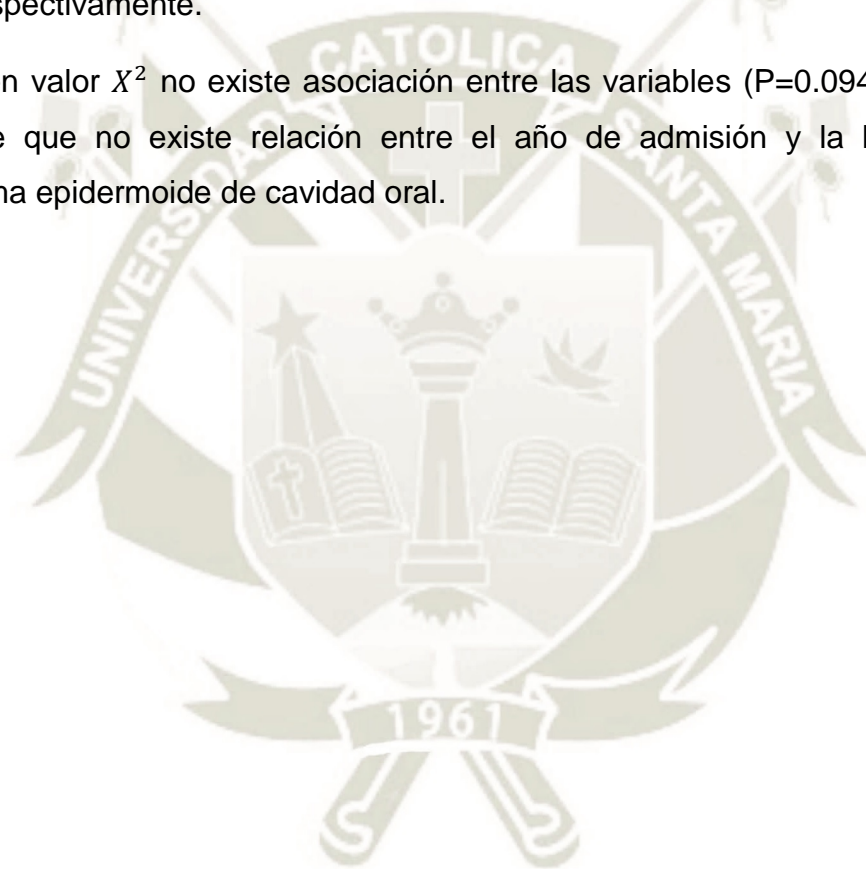 spectivamente.
n valor X² no existe asociación entre las variables (P=0.094
e que no existe relación entre el año de admisión y la
na epidermoide de cavidad oral.
UNIVERSIDAD CATOLICA SANTA MARIA
1961